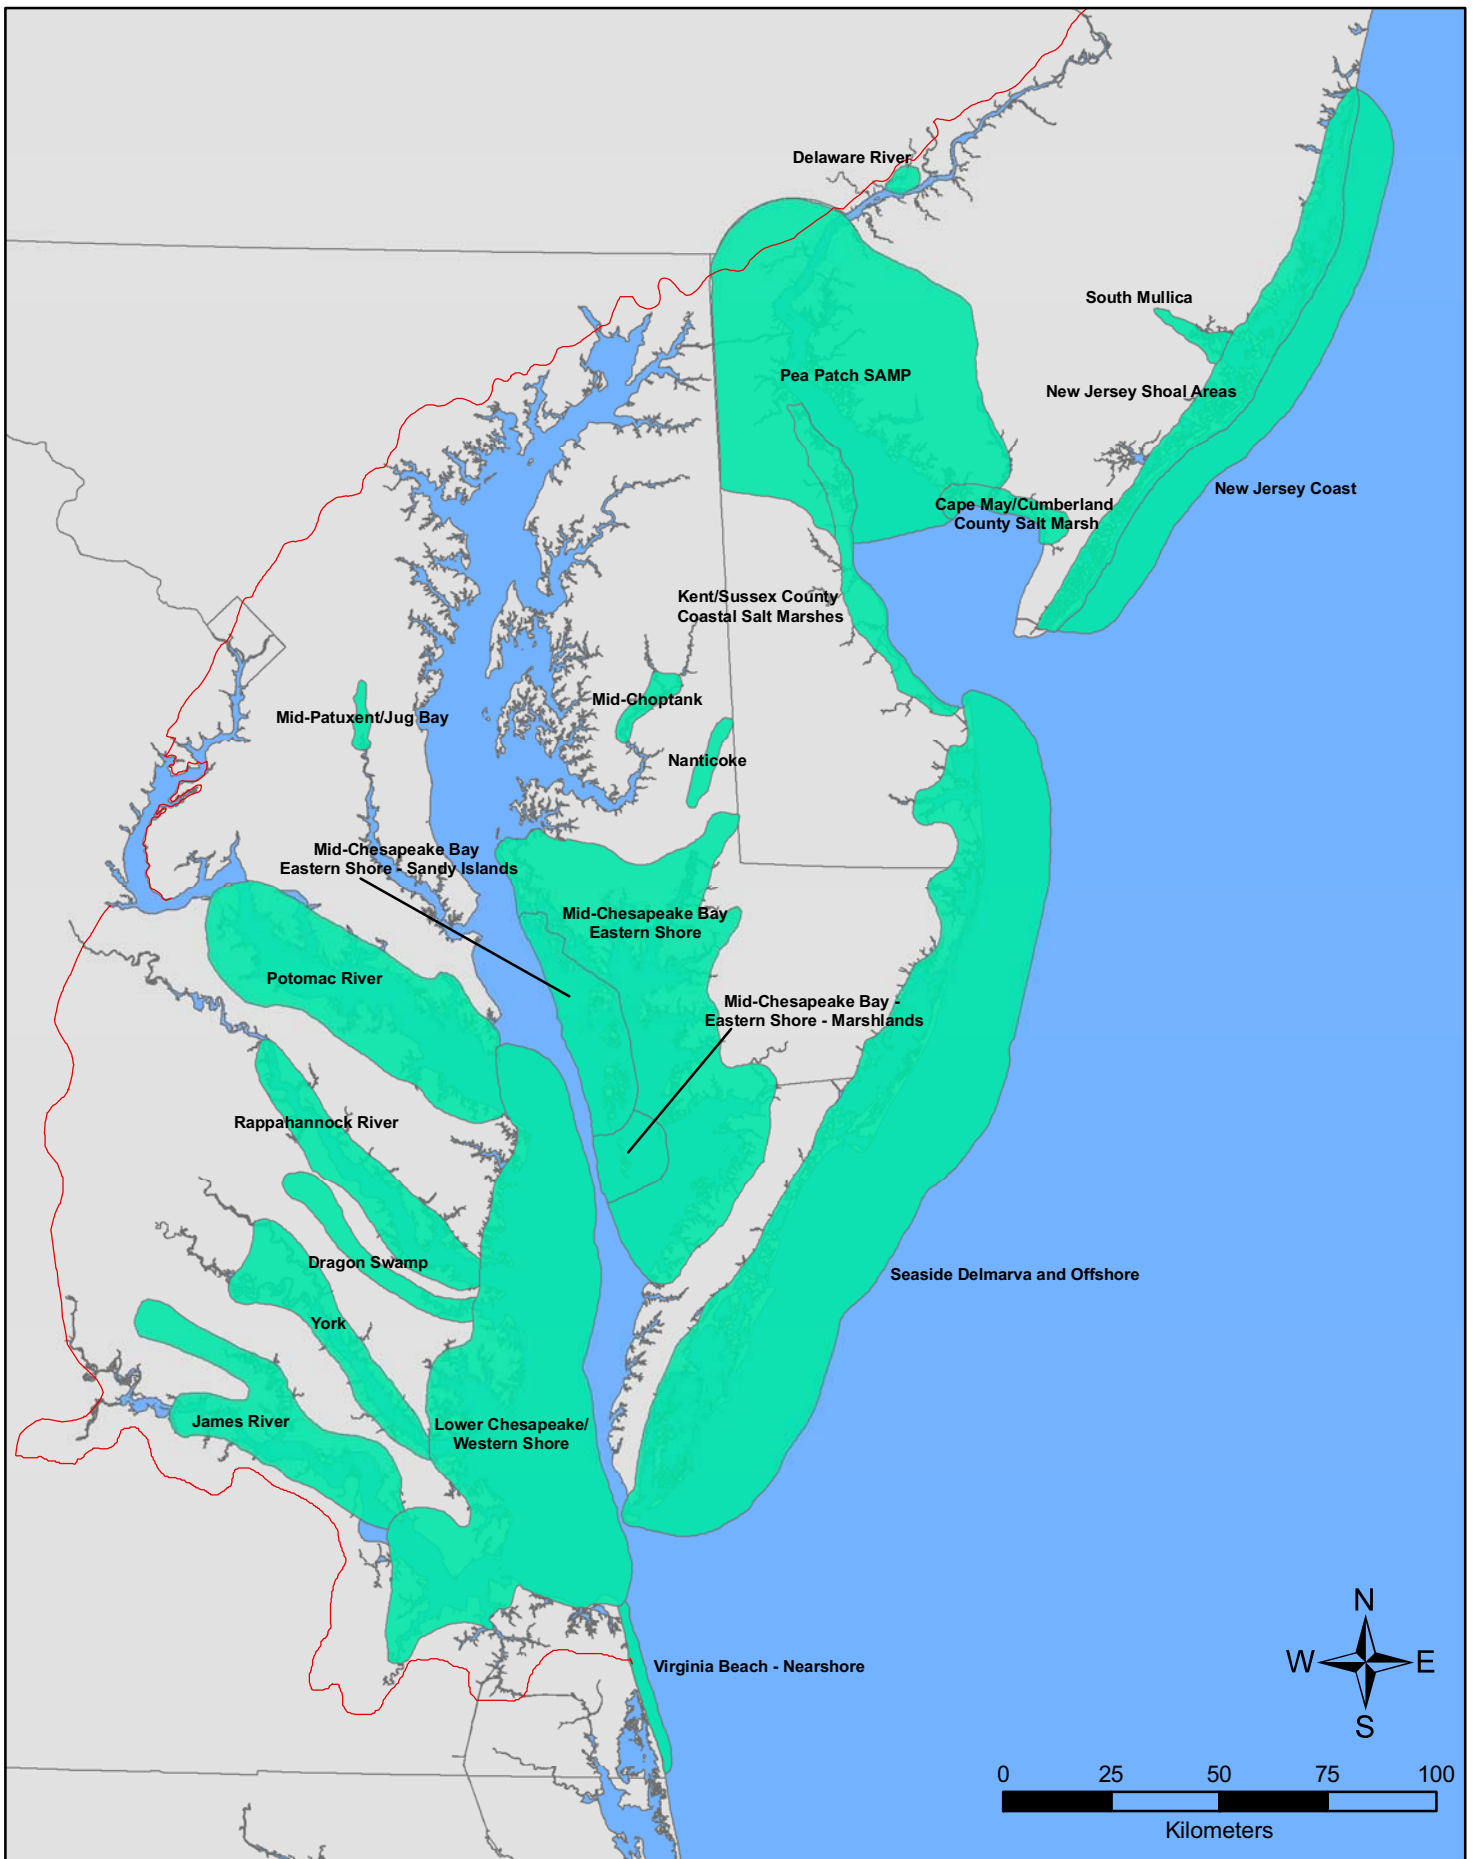 Delaware River
South Mullica
Pea Patch SAMP
New Jersey Shoal Areas
New Jersey Coast
Cape May/Cumberland
County Salt Marsh
Kent/Sussex County
Coastal Salt Marshes
Mid-Choptank
Mid-Patuxent/Jug Bay
Nanticoke
Mid-Chesapeake Bay
Eastern Shore - Sandy Islands
Mid-Chesapeake Bay
Eastern Shore
Potomac River
Mid-Chesapeake Bay -
Eastern Shore - Marshlands
Rappahannock River
Dragon Swamp
Seaside Delmarva and Offshore
York
James River
Lower Chesapeake/
Western Shore
Virginia Beach - Nearshore
N
W E
S
0 25 50 75 100
Kilometers